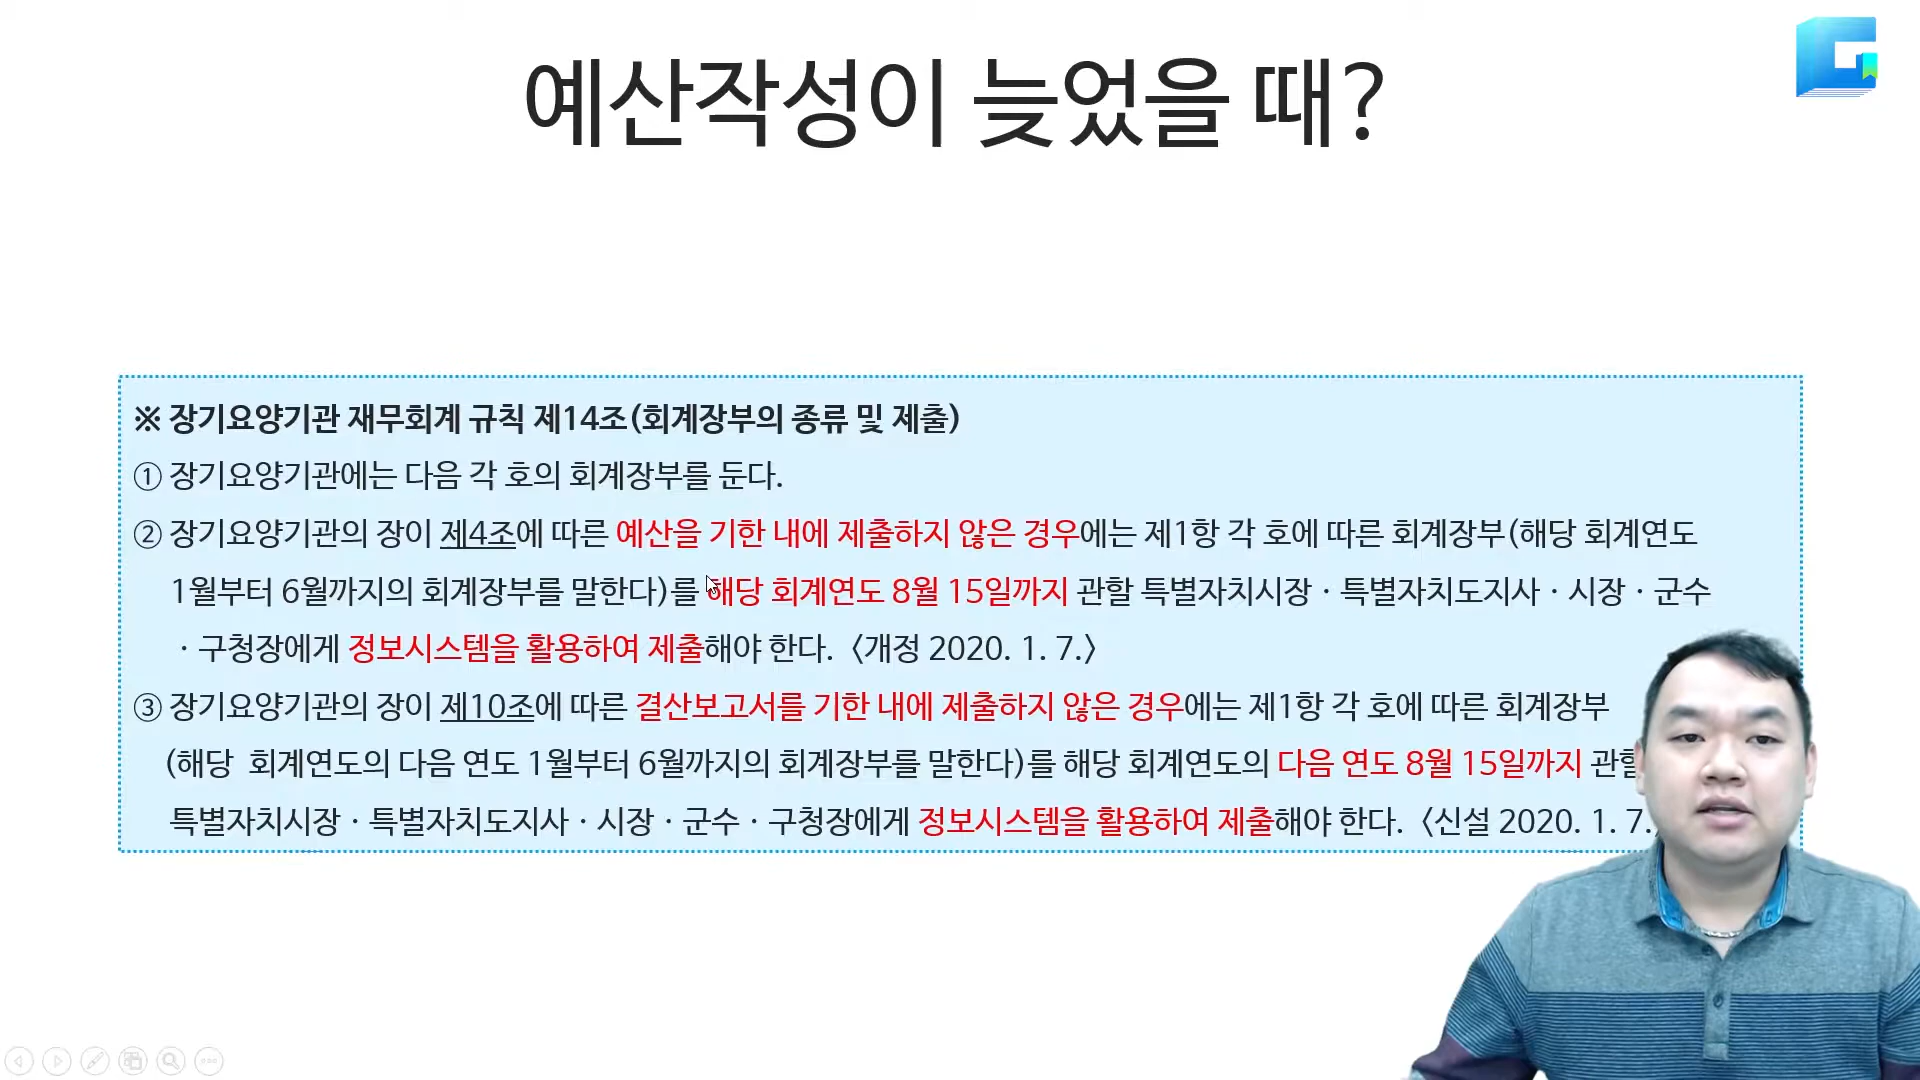 예산작성이 늦었을 때?
※ 장기요양기관 재무회계 규칙 제14조(회계장부의 종류 및 제출)
① 장기요양기관에는 다음 각 호의 회계장부를 둔다.
② 장기요양기관의 장이 제4조에 따른 예산을 기한 내에 제출하지 않은 경우에는 제1항 각 호에 따른 회계장부(해당 회계연도
1월부터 6월까지의 회계장부를 말한다)를 해당 회계연도 8월 15일까지 관할 특별자치시장 · 특별자치도지사 · 시장 · 군수
· 구청장에게 정보시스템을 활용하여 제출해야 한다. 〈개정 2020. 1. 7.〉
③ 장기요양기관의 장이 제10조에 따른 결산보고서를 기한 내에 제출하지 않은 경우에는 제1항 각 호에 따른 회계장부
(해당 회계연도의 다음 연도 1월부터 6월까지의 회계장부를 말한다)를 해당 회계연도의 다음 연도 8월 15일까지 관할
특별자치시장 · 특별자치도지사 · 시장 · 군수 · 구청장에게 정보시스템을 활용하여 제출해야 한다. 〈신설 2020. 1. 7.